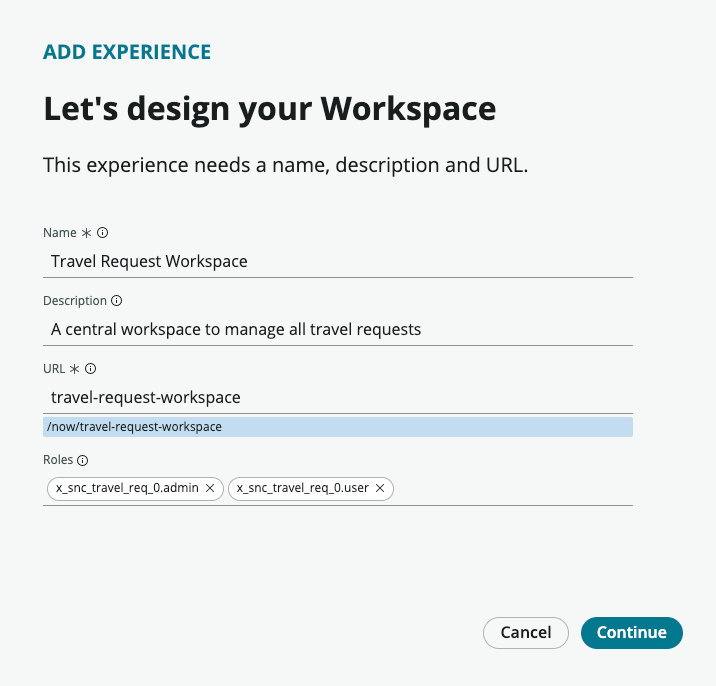 ADD EXPERIENCE
Let's design your Workspace
This experience needs a name, description and URL.
Name *
Travel Request Workspace
Description
A central workspace to manage all travel requests
URL *
travel-request-workspace
/now/travel-request-workspace
Roles
x_snc_travel_req_0.admin x_snc_travel_req_0.user
Cancel Continue